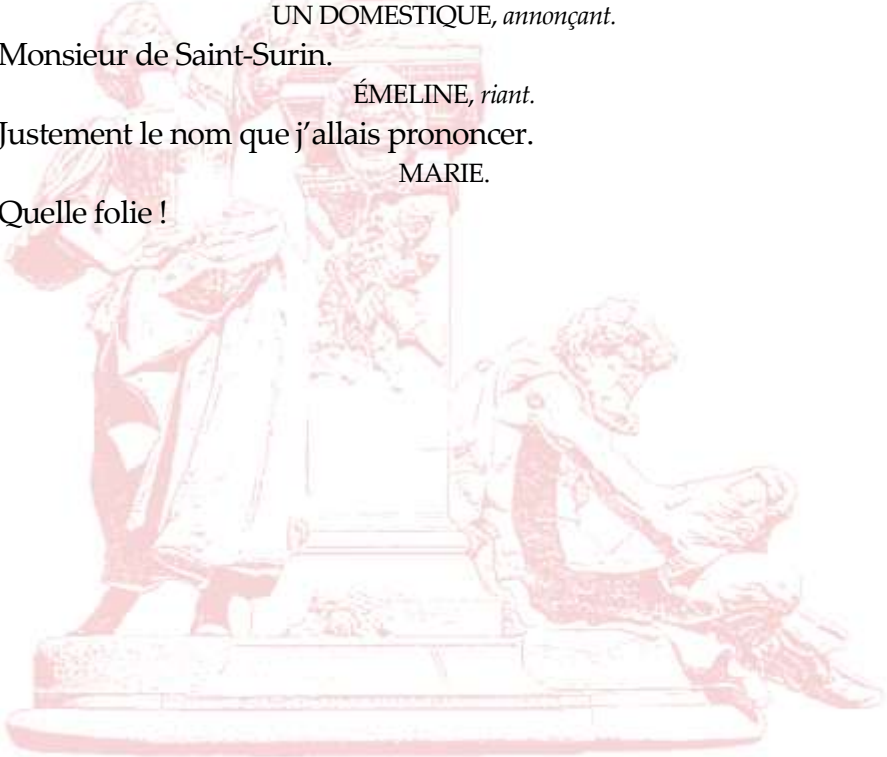 UN DOMESTIQUE, annonçant.
Monsieur de Saint-Surin.
ÉMELINE, riant.
Justement le nom que j’allais prononcer.
MARIE.
Quelle folie !